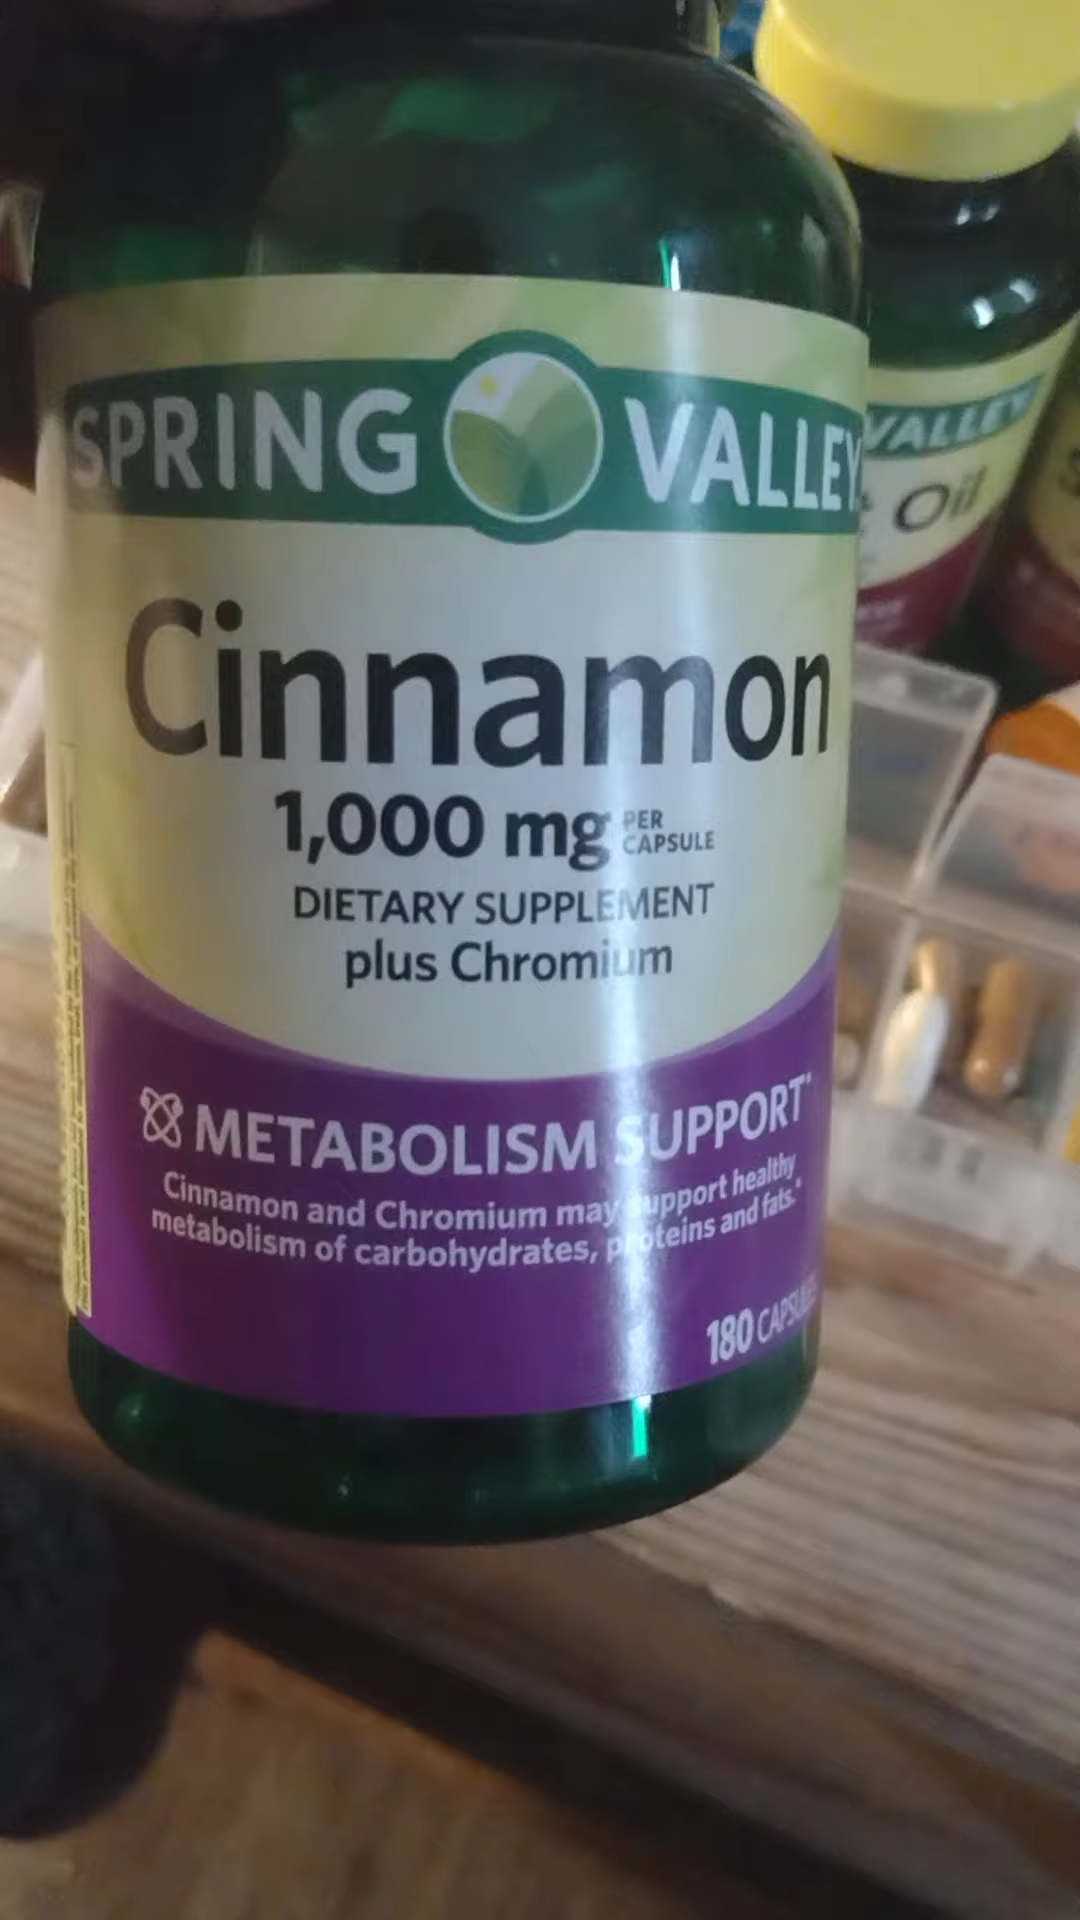 SPRING VALLEY
Cinnamon
1,000 mg PER
CAPSULE
DIETARY SUPPLEMENT
plus Chromium
METABOLISM SUPPORT*
Cinnamon and Chromium may support healthy
metabolism of carbohydrates, proteins and fats.*
180 CAPSULES
VALLEY
Oil